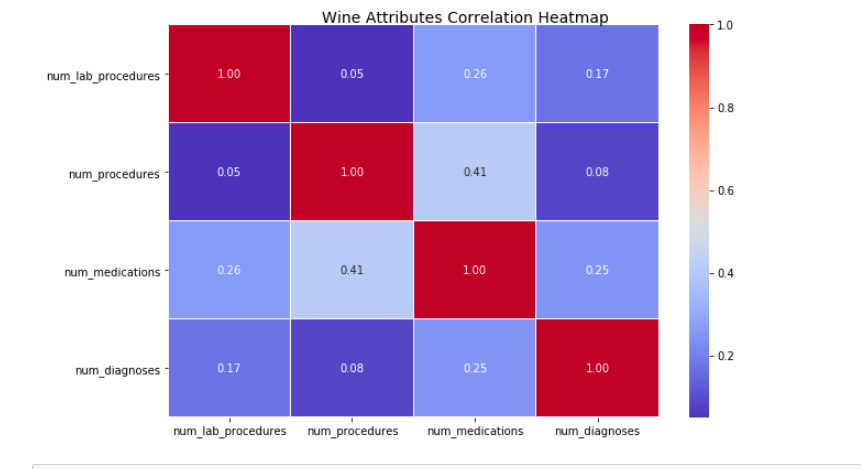 Wine Attributes Correlation Heatmap
1.0
num_lab_procedures 1.00 0.05 0.26 0.17
0.8
num_procedures 0.05 1.00 0.41 0.08
0.6
num_medications 0.26 0.41 1.00 0.25
0.4
0.2
num_diagnoses 0.17 0.08 0.25 1.00
num_lab_procedures num_procedures num_medications num_diagnoses